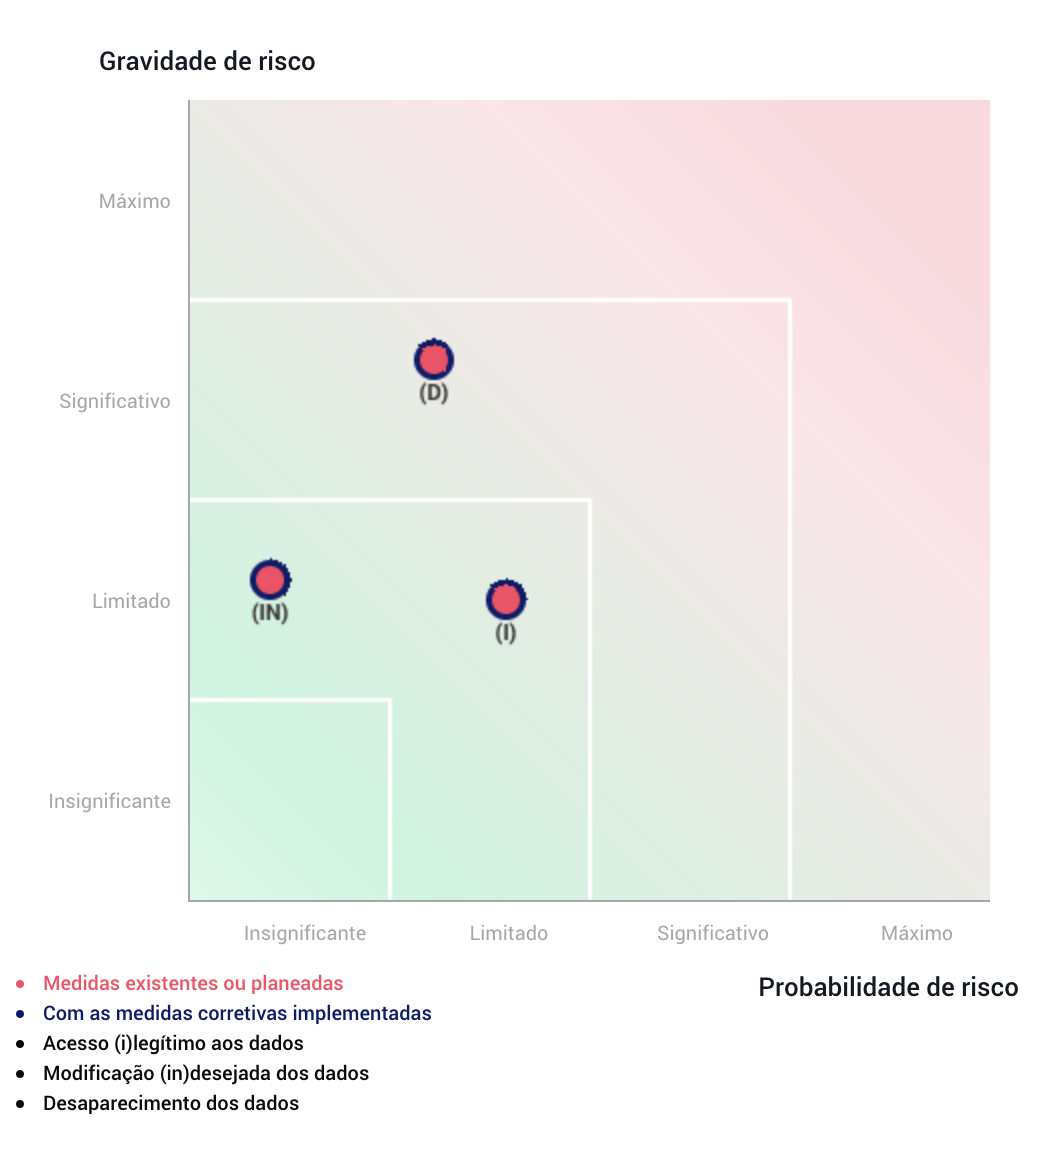 Gravidade de risco
Máximo
Significativo
(D)
Limitado
(IN)
(I)
Insignificante
Insignificante
Limitado
Significativo
Máximo
Probabilidade de risco
Medidas existentes ou planeadas
Com as medidas corretivas implementadas
Acesso (i)legítimo aos dados
Modificação (in)desejada dos dados
Desaparecimento dos dados